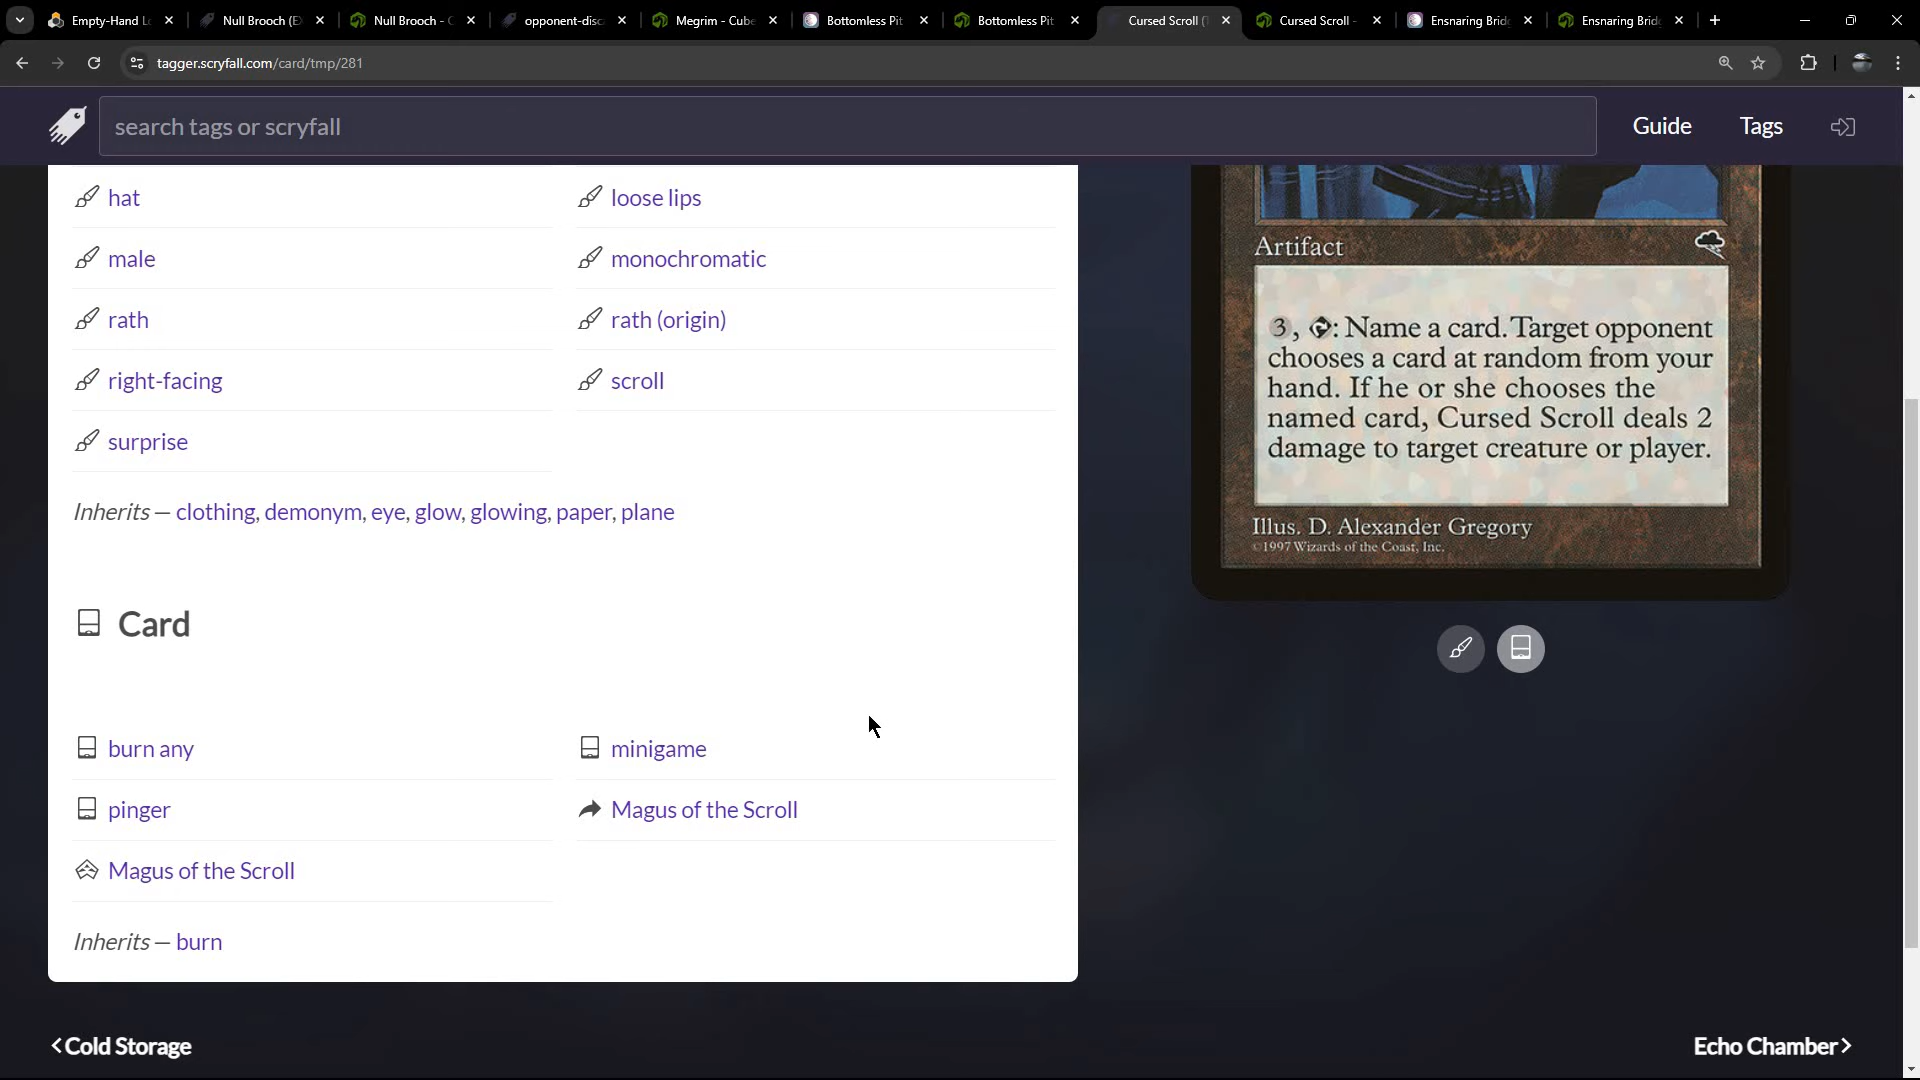 Empty-Hand L
Null Brooch (E
Null Brooch - C
opponent-disc
Megrim - Cube
Bottomless Pit
Bottomless Pit
Cursed Scroll (T
Cursed Scroll -
Ensnaring Brid
Ensnaring Brid
tagger.scryfall.com/card/tmp/281
search tags or scryfall
Guide
Tags
hat
loose lips
male
monochromatic
rath
rath (origin)
right-facing
scroll
surprise
Inherits — clothing, demonym, eye, glow, glowing, paper, plane
Card
burn any
minigame
pinger
Magus of the Scroll
Magus of the Scroll
Inherits — burn
Artifact
3, : Name a card. Target opponent
chooses a card at random from your
hand. If he or she chooses the
named card, Cursed Scroll deals 2
damage to target creature or player.
Illus. D. Alexander Gregory
©1997 Wizards of the Coast, Inc.
<Cold Storage
Echo Chamber>